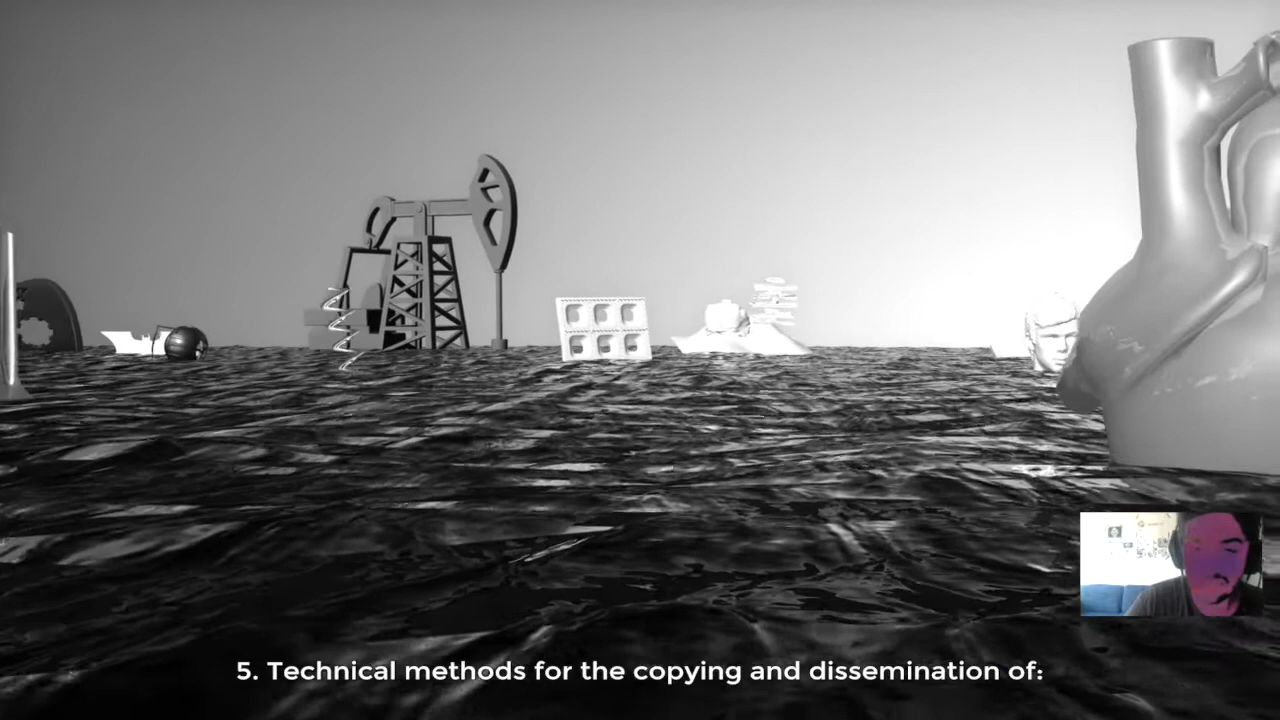 5. Technical methods for the copying and dissemination of: